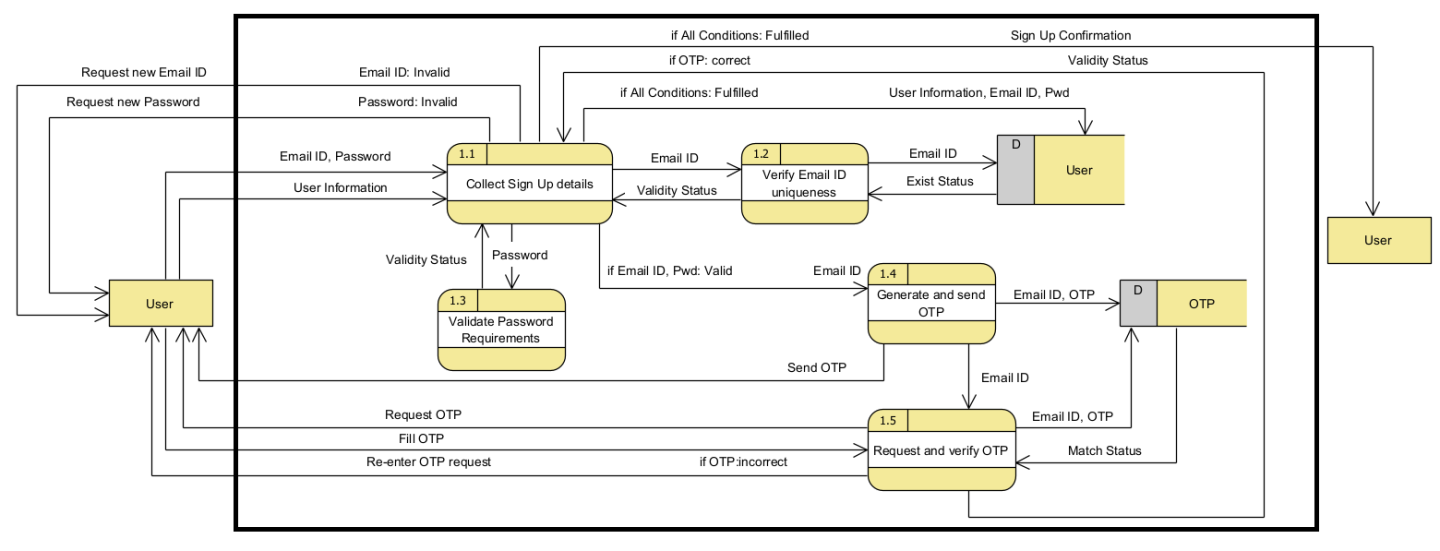 if All Conditions: Fulfilled
Sign Up Confirmation
if OTP: correct
Validity Status
Request new Email ID
Email ID: Invalid
Request new Password
Password: Invalid
if All Conditions: Fulfilled
User Information, Email ID, Pwd
Email ID, Password
User Information
1.1
Collect Sign Up details
Email ID
Validity Status
1.2
Verify Email ID
uniqueness
Email ID
Exist Status
D
User
User
Validity Status
Password
if Email ID, Pwd: Valid
Email ID
1.3
Validate Password
Requirements
1.4
Generate and send
OTP
Email ID, OTP
D
OTP
User
Send OTP
Email ID
Request OTP
Fill OTP
Re-enter OTP request
if OTP:incorrect
1.5
Request and verify OTP
Email ID, OTP
Match Status